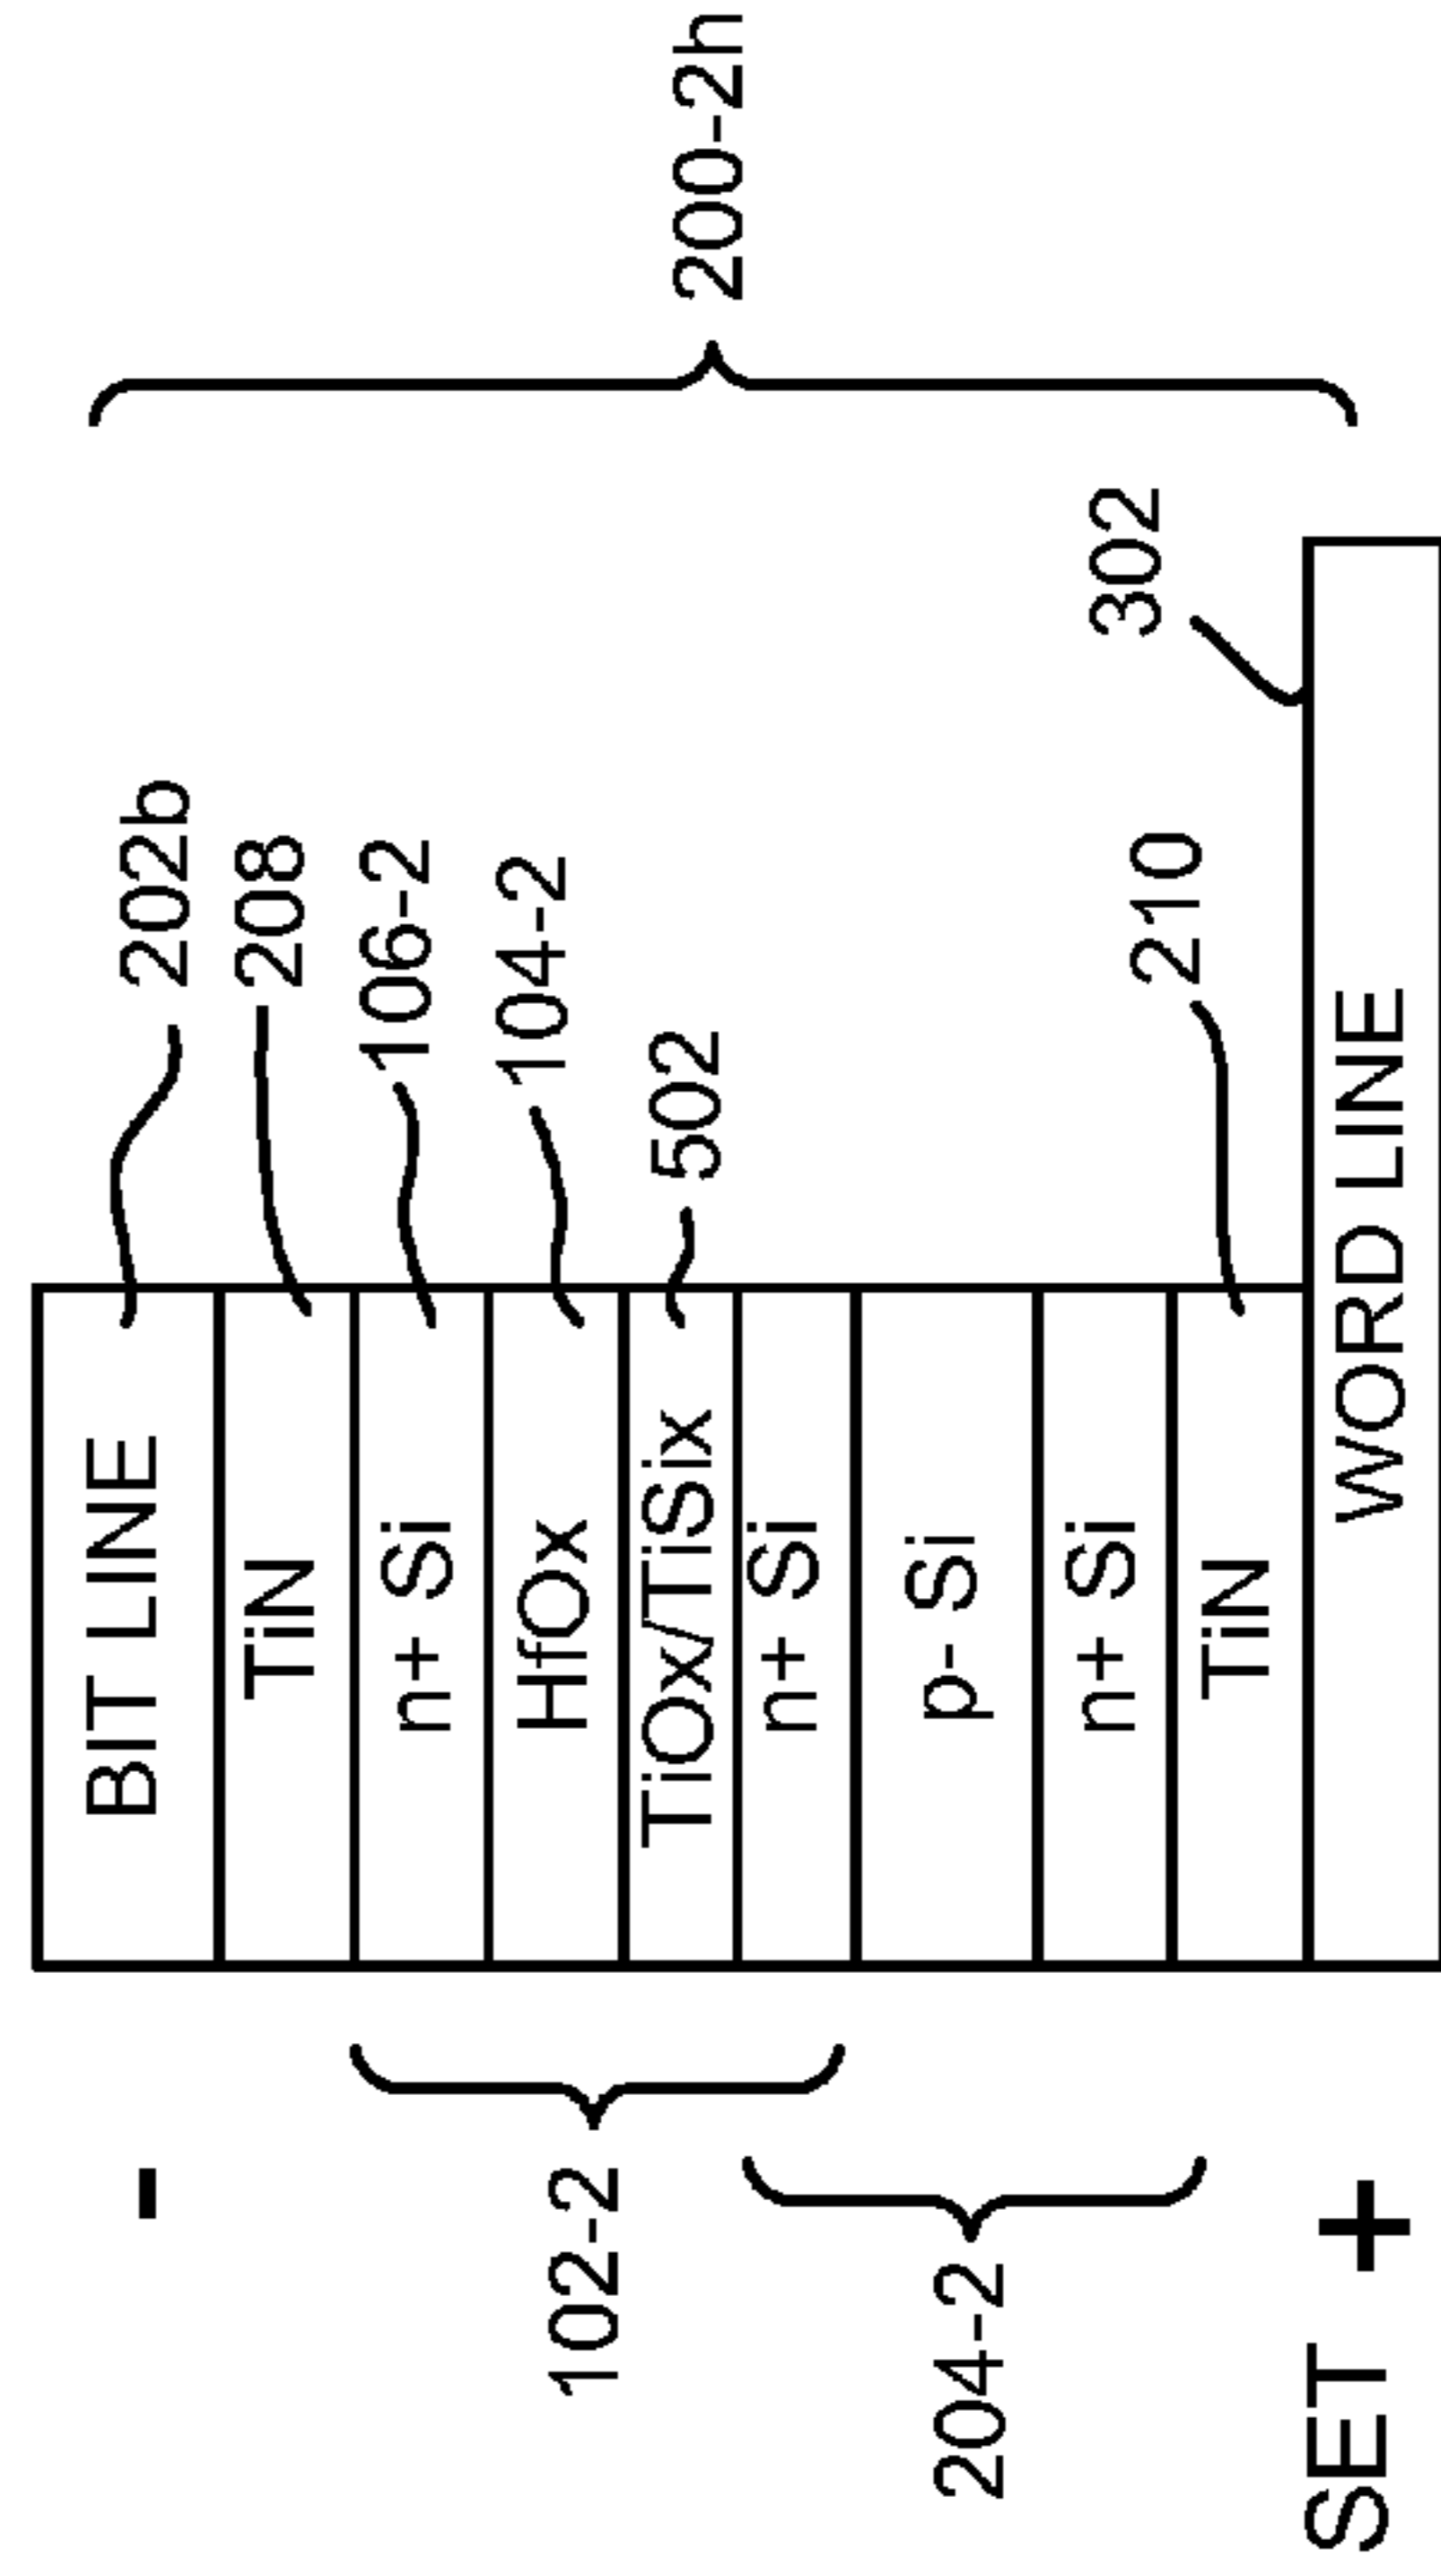 -
BIT LINE
202b
TiN
208
n+ Si
106-2
102-2
HfOx
104-2
TiOx/TiSix
502
200-2h
n+ Si
204-2
p- Si
n+ Si
302
TiN
210
SET +
WORD LINE